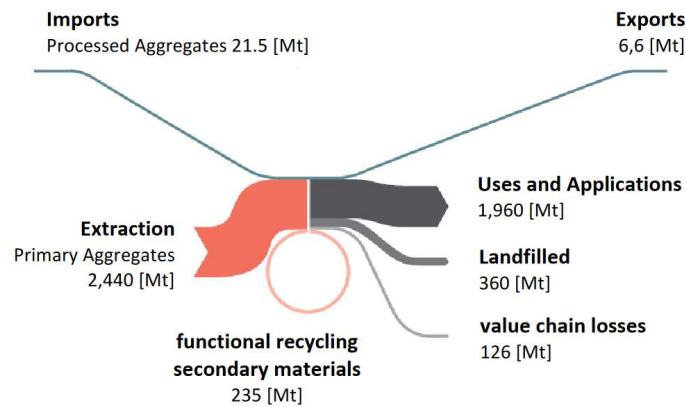 Imports
Processed Aggregates 21.5 [Mt]
Exports
6,6 [Mt]
Extraction
Primary Aggregates
2,440 [Mt]
Uses and Applications
1,960 [Mt]
Landfilled
360 [Mt]
value chain losses
126 [Mt]
functional recycling
secondary materials
235 [Mt]